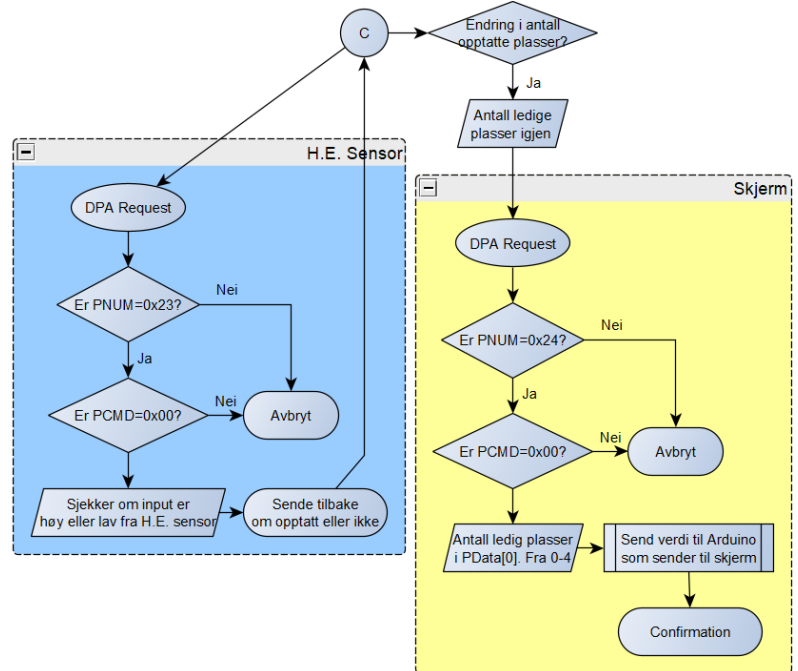 C
Endring i antall
opptatte plasser?
Ja
Antall ledige
plasser igjen
H.E. Sensor
DPA Request
Er PNUM=0x23?
Nei
Ja
Er PCMD=0x00?
Nei
Avbryt
Sjekker om input er
høy eller lav fra H.E. sensor
Sende tilbake
om opptatt eller ikke
Skjerm
DPA Request
Er PNUM=0x24?
Nei
Ja
Er PCMD=0x00?
Nei
Avbryt
Antall ledig plasser
i PData[0]. Fra 0-4
Send verdi til Arduino
som sender til skjerm
Confirmation